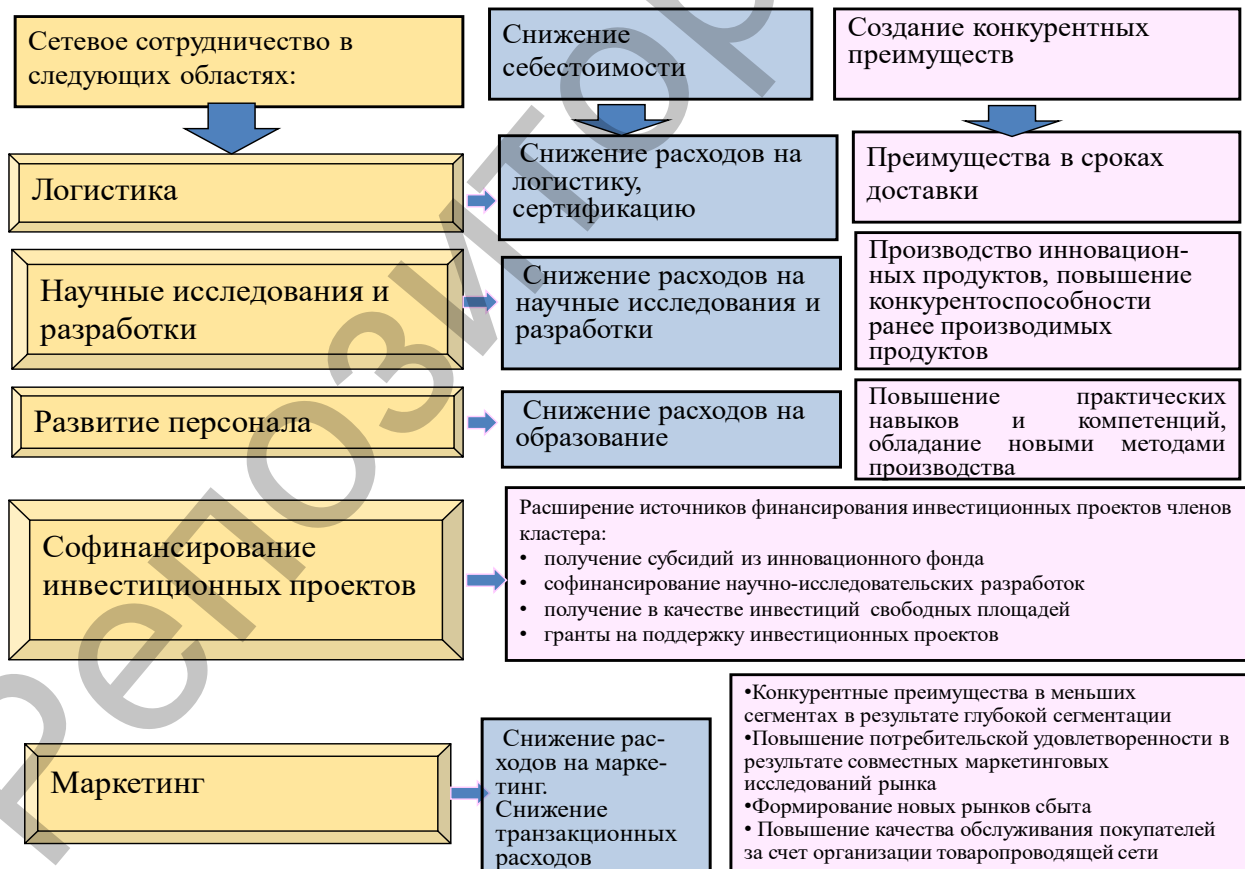 Сетевое сотрудничество в
следующих областях:
Снижение
себестоимости
Создание конкурентных
преимуществ
Логистика
Снижение расходов на
логистику,
сертификацию
Преимущества в сроках
доставки
Научные исследования и
разработки
Снижение расходов на
научные исследования и
разработки
Производство инновацион-
ных продуктов, повышение
конкурентоспособности
ранее производимых
продуктов
Развитие персонала
Снижение расходов на
образование
Повышение практических
навыков и компетенций,
обладание новыми методами
производства
Софинансирование
инвестиционных проектов
Расширение источников финансирования инвестиционных проектов членов
кластера:
• получение субсидий из инновационного фонда
• софинансирование научно-исследовательских разработок
• получение в качестве инвестиций свободных площадей
• гранты на поддержку инвестиционных проектов
Маркетинг
Снижение рас-
ходов на марке-
тинг.
Снижение
транзакционных
расходов
•Конкурентные преимущества в меньших
сегментах в результате глубокой сегментации
•Повышение потребительской удовлетворенности в
результате совместных маркетинговых
исследований рынка
•Формирование новых рынков сбыта
• Повышение качества обслуживания покупателей
за счет организации товаропроводящей сети
Репозитор